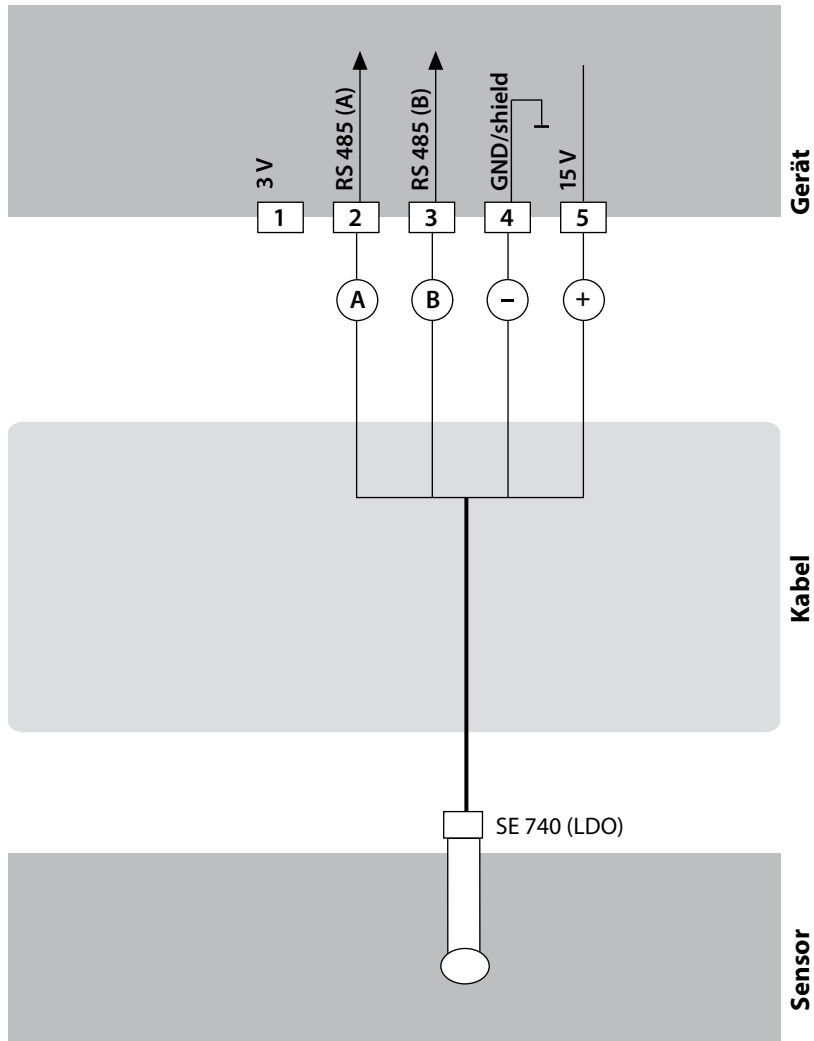 3 V
RS 485 (A)
RS 485 (B)
GND/shield
15 V
Gerät
1
2
3
4
5
A
B
–
+
Kabel
SE 740 (LDO)
Sensor